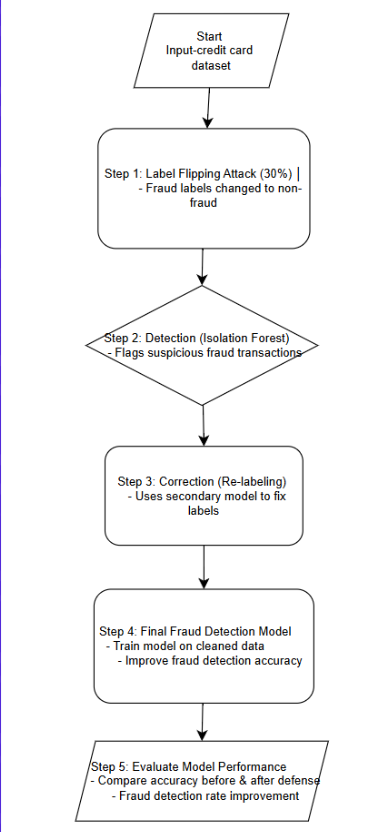 Start
Input-credit card
dataset
Step 1: Label Flipping Attack (30%)
- Fraud labels changed to non-
fraud
Step 2: Detection (Isolation Forest)
- Flags suspicious fraud transactions
Step 3: Correction (Re-labeling)
- Uses secondary model to fix
labels
Step 4: Final Fraud Detection Model
- Train model on cleaned data
- Improve fraud detection accuracy
Step 5: Evaluate Model Performance
- Compare accuracy before & after defense
- Fraud detection rate improvement